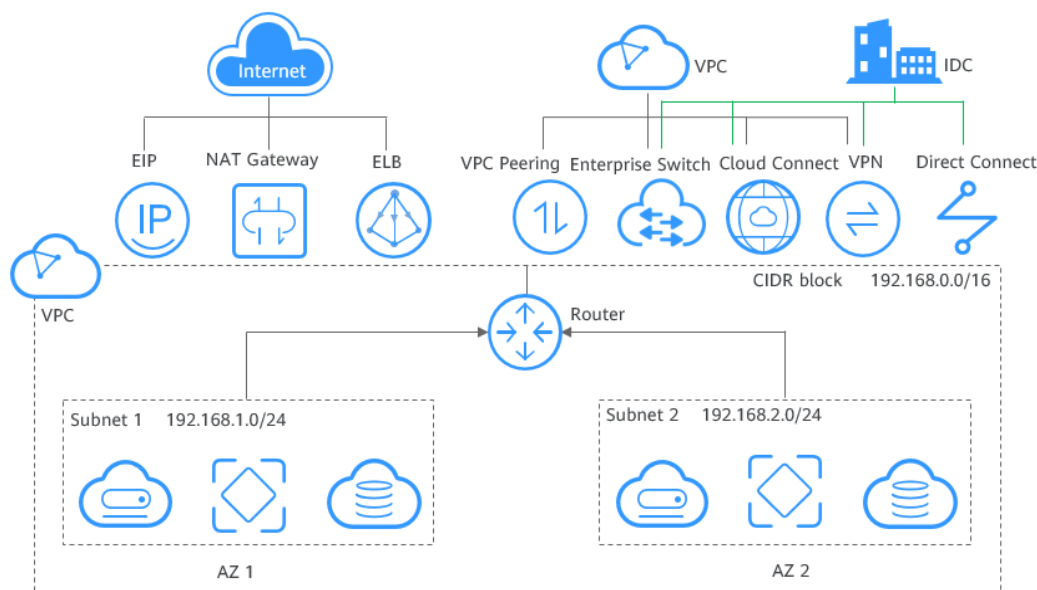 Internet
VPC
IDC
EIP
NAT Gateway
ELB
VPC Peering
Enterprise Switch
Cloud Connect
VPN
Direct Connect
IP
VPC
CIDR block 192.168.0.0/16
Router
Subnet 1 192.168.1.0/24
Subnet 2 192.168.2.0/24
AZ 1
AZ 2